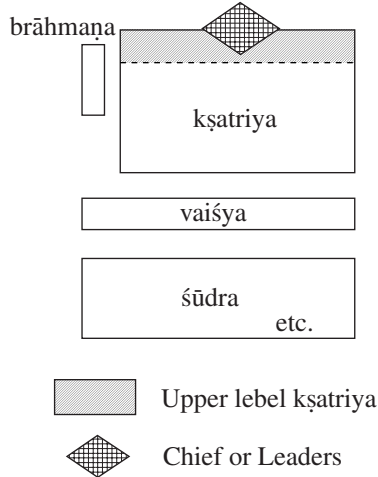 brāhmaṇa
kṣatriya
vaiśya
śūdra
etc.
Upper lebel kṣatriya
Chief or Leaders